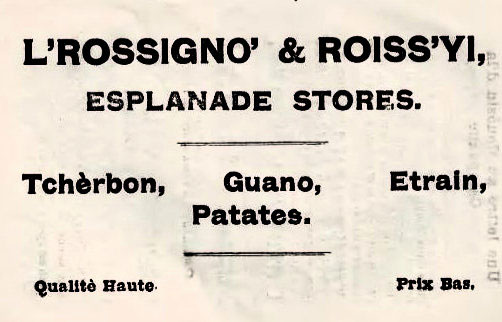 L'ROSSIGNO' & ROISS'YI,
ESPLANADE STORES.
Tchèrbon, Guano, Etrain,
Patates.
Qualitè Haute. Prix Bas.